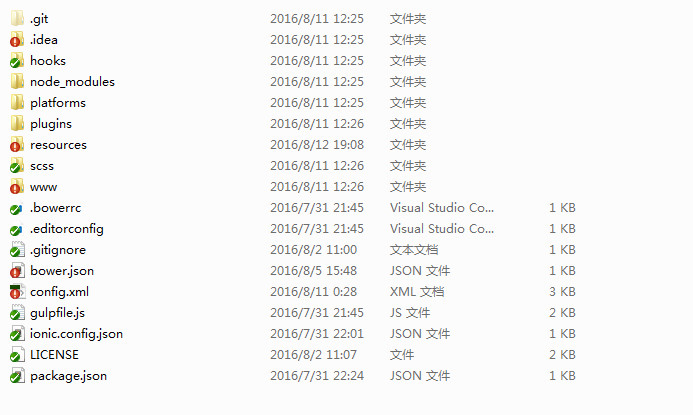 .git 2016/8/11 12:25 文件夹
.idea 2016/8/11 12:25 文件夹
hooks 2016/8/11 12:25 文件夹
node_modules 2016/8/11 12:25 文件夹
platforms 2016/8/11 12:25 文件夹
plugins 2016/8/11 12:26 文件夹
resources 2016/8/12 19:08 文件夹
scss 2016/8/11 12:26 文件夹
www 2016/8/11 12:26 文件夹
.bowerrc 2016/7/31 21:45 Visual Studio Co... 1 KB
.editorconfig 2016/7/31 21:45 Visual Studio Co... 1 KB
.gitignore 2016/8/2 11:00 文本文档 1 KB
bower.json 2016/8/5 15:48 JSON 文件 1 KB
config.xml 2016/8/11 0:28 XML 文档 3 KB
gulpfile.js 2016/7/31 21:45 JS 文件 2 KB
ionic.config.json 2016/7/31 22:01 JSON 文件 1 KB
LICENSE 2016/8/2 11:07 文件 2 KB
package.json 2016/7/31 22:24 JSON 文件 1 KB